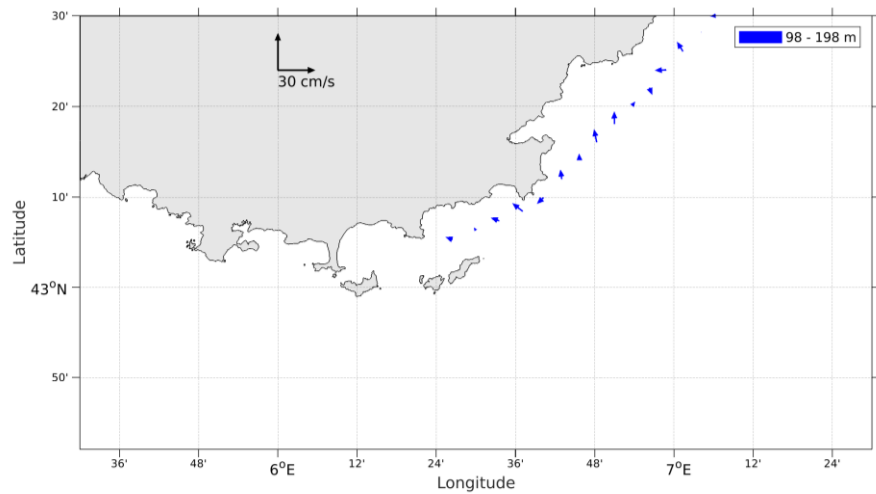 30'
98 - 198 m
30 cm/s
20'
10'
Latitude
43°N
50'
36'
48'
6°E
12'
24'
36'
48'
7°E
12'
24'
Longitude